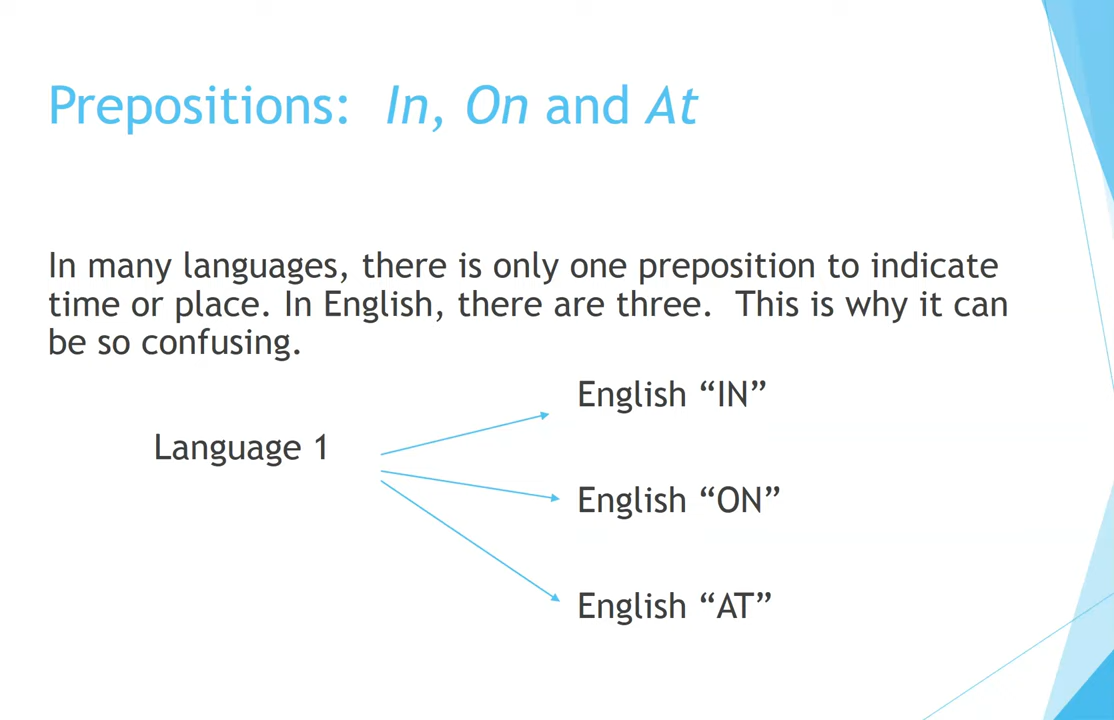 Prepositions: In, On and At
In many languages, there is only one preposition to indicate
time or place. In English, there are three. This is why it can
be so confusing.
English “IN”
Language 1
English “ON”
English “AT”